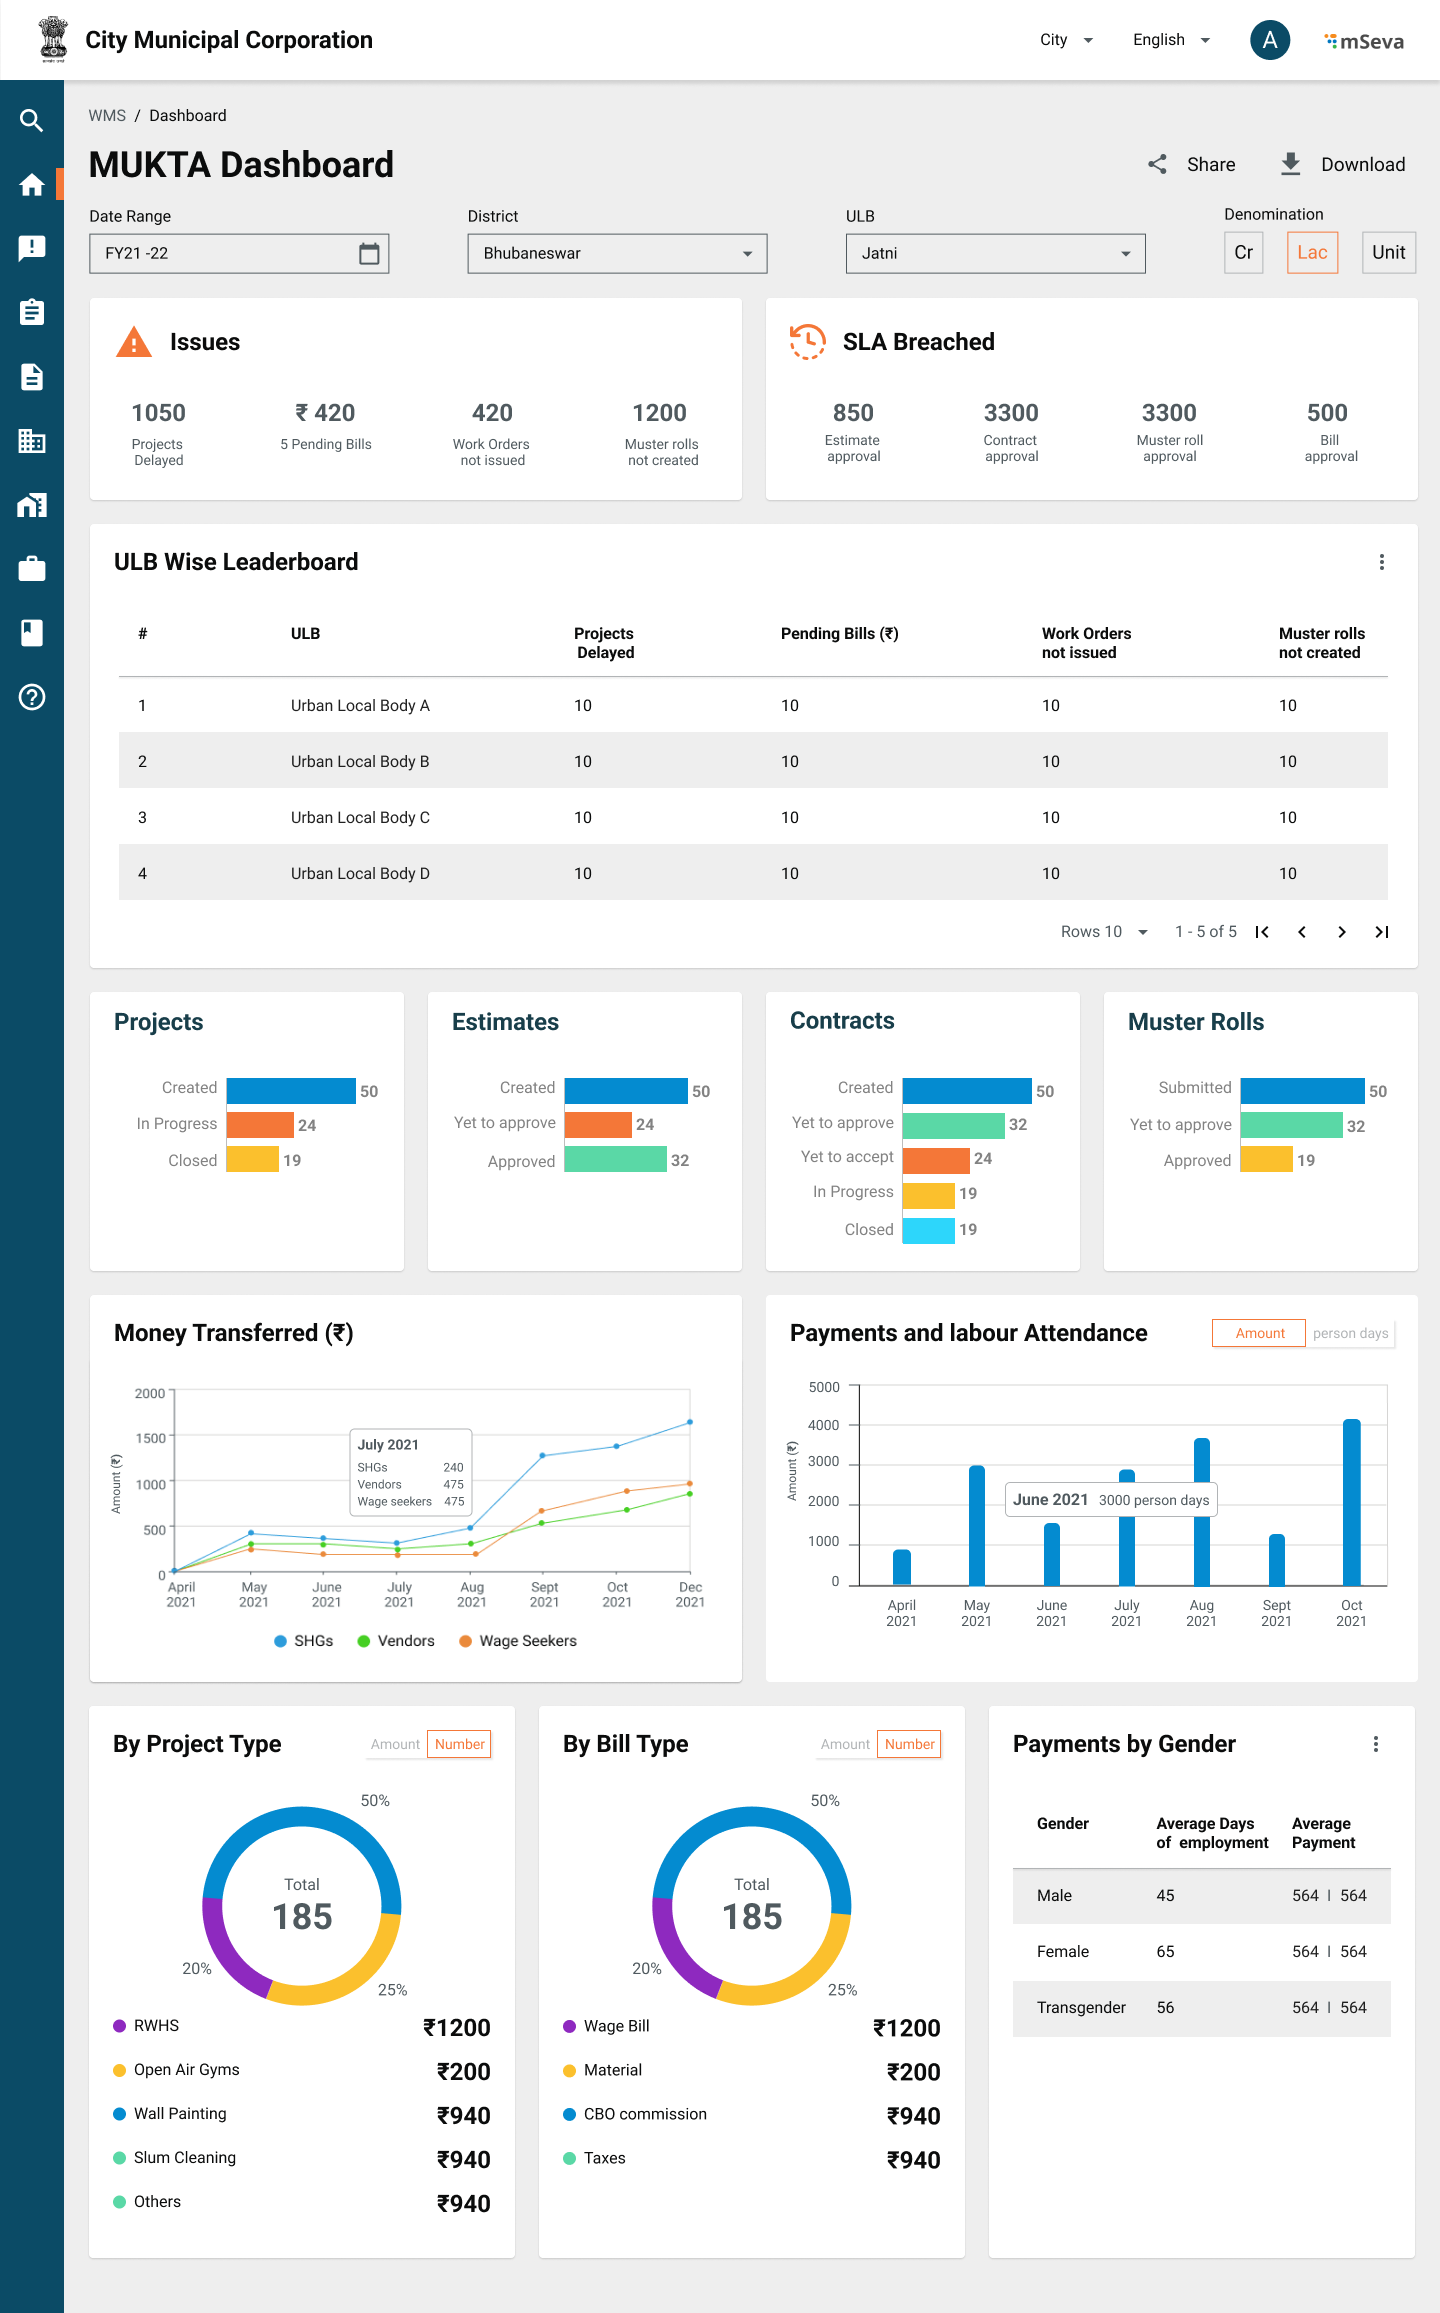 City Municipal Corporation
City
English
A
mSeva
WMS / Dashboard
MUKTA Dashboard
Share
Download
Date Range
District
ULB
Denomination
FY21 -22
Bhubaneswar
Jatni
Cr
Lac
Unit
Issues
1050
₹ 420
420
1200
Projects
Delayed
5 Pending Bills
Work Orders
not issued
Muster rolls
not created
SLA Breached
850
3300
3300
500
Estimate
approval
Contract
approval
Muster roll
approval
Bill
approval
ULB Wise Leaderboard
# ULB Projects Delayed Pending Bills (₹) Work Orders not issued Muster rolls not created
1 Urban Local Body A 10 10 10 10
2 Urban Local Body B 10 10 10 10
3 Urban Local Body C 10 10 10 10
4 Urban Local Body D 10 10 10 10
Rows 10
1 - 5 of 5
Projects
Created 50
In Progress 24
Closed 19
Estimates
Created 50
Yet to approve 24
Approved 32
Contracts
Created 50
Yet to approve 32
Yet to accept 24
In Progress 19
Closed 19
Muster Rolls
Submitted 50
Yet to approve 32
Approved 19
Money Transferred (₹)
Amount (₹)
2000
1500
1000
500
0
July 2021
SHGs 240
Vendors 475
Wage seekers 475
April May June July Aug Sept Oct Dec
2021 2021 2021 2021 2021 2021 2021 2021
SHGs Vendors Wage Seekers
Payments and labour Attendance
Amount
person days
Amount (₹)
5000
4000
3000
2000
1000
0
June 2021 3000 person days
April May June July Aug Sept Oct
2021 2021 2021 2021 2021 2021 2021
By Project Type
Amount
Number
50%
Total
185
20%
25%
RWHS ₹1200
Open Air Gyms ₹200
Wall Painting ₹940
Slum Cleaning ₹940
Others ₹940
By Bill Type
Amount
Number
50%
Total
185
20%
25%
Wage Bill ₹1200
Material ₹200
CBO commission ₹940
Taxes ₹940
Payments by Gender
Gender Average Days of employment Average Payment
Male 45 564 | 564
Female 65 564 | 564
Transgender 56 564 | 564